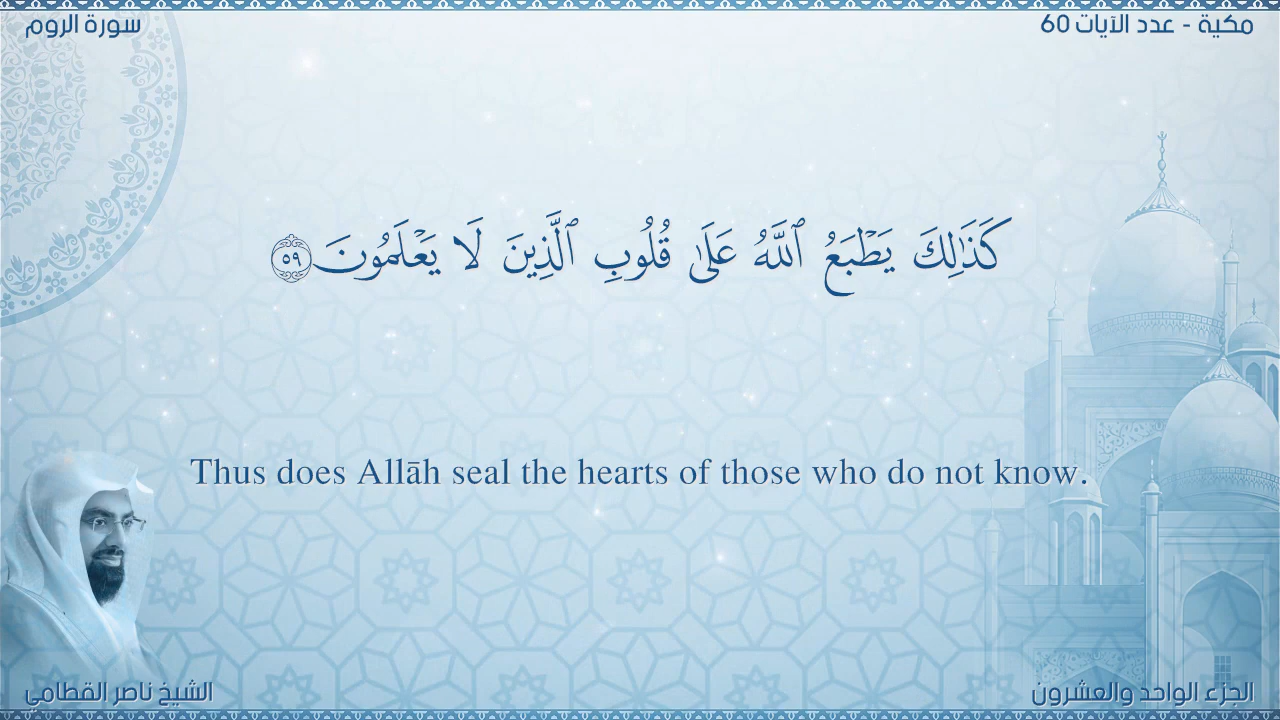 مكية - عدد الآيات 60
سورة الروم
كَذَٰلِكَ يَطْبَعُ ٱللَّهُ عَلَىٰ قُلُوبِ ٱلَّذِينَ لَا يَعْلَمُونَ ٥٩
Thus does Allāh seal the hearts of those who do not know.
الجزء الواحد والعشرون
الشيخ ناصر القطامي